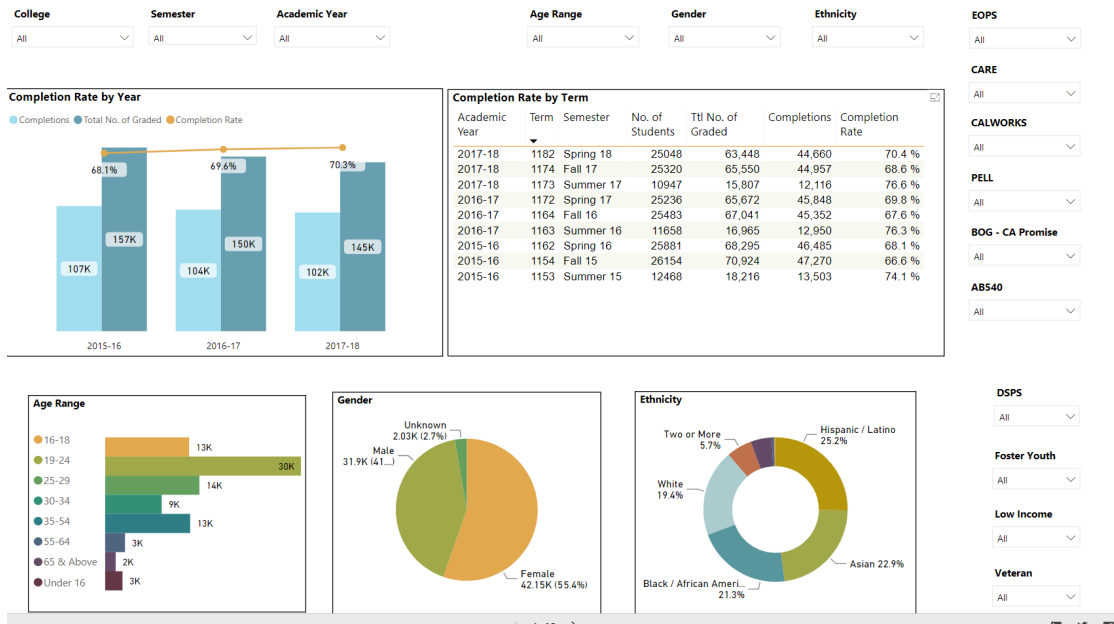 College Semester Academic Year Age Range Gender Ethnicity EOPS
All All All All All All All
CARE
All
CALWORKS
All
PELL
All
BOG - CA Promise
All
AB540
All
Completion Rate by Year
Completions Total No. of Graded Completion Rate
68.1% 69.6% 70.3%
157K 150K 145K
107K 104K 102K
2015-16 2016-17 2017-18
Completion Rate by Term
Academic Year Term Semester No. of Students Ttl No. of Graded Completions Completion Rate
2017-18 1182 Spring 18 25048 63,448 44,660 70.4 %
2017-18 1174 Fall 17 25320 65,550 44,957 68.6 %
2017-18 1173 Summer 17 10947 15,807 12,116 76.6 %
2016-17 1172 Spring 17 25236 65,672 45,848 69.8 %
2016-17 1164 Fall 16 25483 67,041 45,352 67.6 %
2016-17 1163 Summer 16 11658 16,965 12,950 76.3 %
2015-16 1162 Spring 16 25881 68,295 46,485 68.1 %
2015-16 1154 Fall 15 26154 70,924 47,270 66.6 %
2015-16 1153 Summer 15 12468 18,216 13,503 74.1 %
Age Range
16-18 13K
19-24 30K
25-29 14K
30-34 9K
35-54 13K
55-64 3K
65 & Above 2K
Under 16 3K
Gender
Unknown
2.03K (2.7%)
Male
31.9K (41...)
Female
42.15K (55.4%)
Ethnicity
Two or More
5.7%
Hispanic / Latino
25.2%
White
19.4%
Asian 22.9%
Black / African Ameri...
21.3%
DSPS
All
Foster Youth
All
Low Income
All
Veteran
All